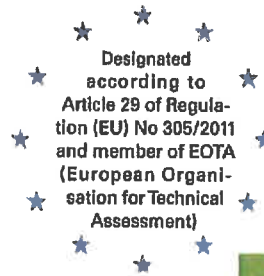 Designated
according to
Article 29 of Regula-
tion (EU) No 305/2011
and member of EOTA
(European Organi-
sation for Technical
Assessment)